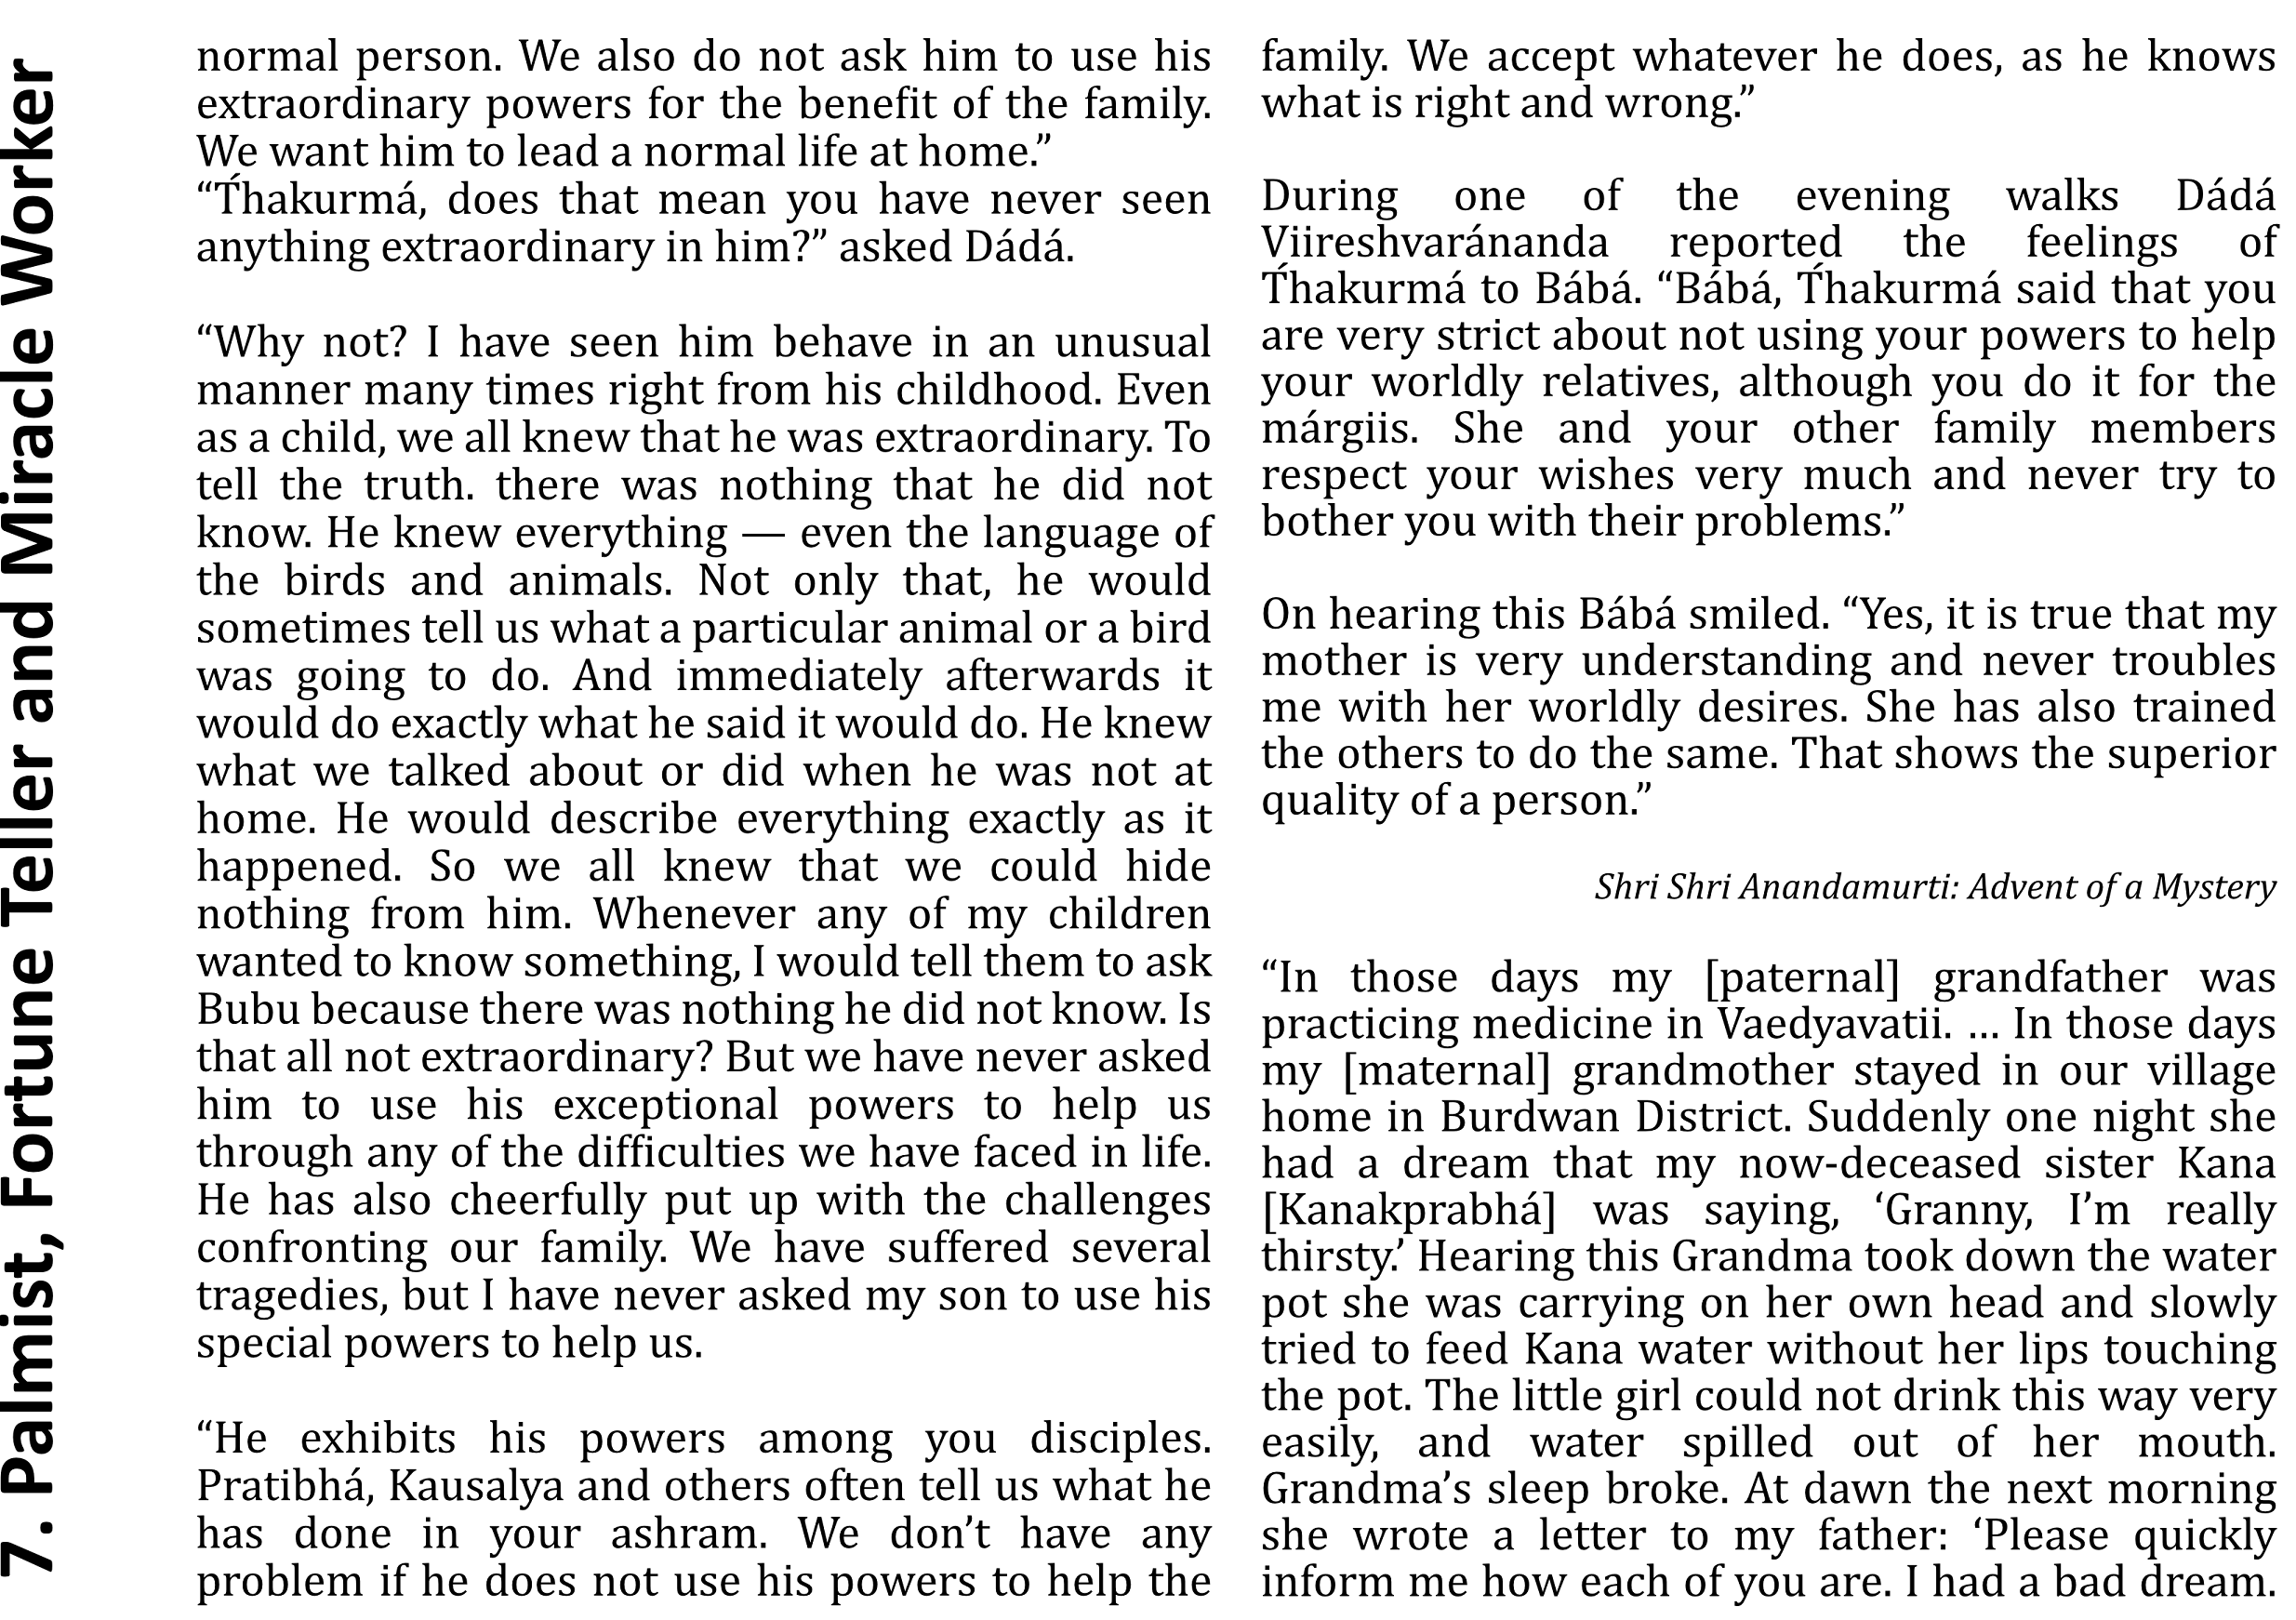 7. Palmist, Fortune Teller and Miracle Worker
normal person. We also do not ask him to use his
extraordinary powers for the benefit of the family.
We want him to lead a normal life at home.”
“T́hakurmá, does that mean you have never seen
anything extraordinary in him?” asked Dádá.
“Why not? I have seen him behave in an unusual
manner many times right from his childhood. Even
as a child, we all knew that he was extraordinary. To
tell the truth. there was nothing that he did not
know. He knew everything — even the language of
the birds and animals. Not only that, he would
sometimes tell us what a particular animal or a bird
was going to do. And immediately afterwards it
would do exactly what he said it would do. He knew
what we talked about or did when he was not at
home. He would describe everything exactly as it
happened. So we all knew that we could hide
nothing from him. Whenever any of my children
wanted to know something, I would tell them to ask
Bubu because there was nothing he did not know. Is
that all not extraordinary? But we have never asked
him to use his exceptional powers to help us
through any of the difficulties we have faced in life.
He has also cheerfully put up with the challenges
confronting our family. We have suffered several
tragedies, but I have never asked my son to use his
special powers to help us.
“He exhibits his powers among you disciples.
Pratibhá, Kausalya and others often tell us what he
has done in your ashram. We don’t have any
problem if he does not use his powers to help the
family. We accept whatever he does, as he knows
what is right and wrong.”
During one of the evening walks Dádá
Viireshvaránanda reported the feelings of
T́hakurmá to Bábá. “Bábá, T́hakurmá said that you
are very strict about not using your powers to help
your worldly relatives, although you do it for the
márgiis. She and your other family members
respect your wishes very much and never try to
bother you with their problems.”
On hearing this Bábá smiled. “Yes, it is true that my
mother is very understanding and never troubles
me with her worldly desires. She has also trained
the others to do the same. That shows the superior
quality of a person.”
Shri Shri Anandamurti: Advent of a Mystery
“In those days my [paternal] grandfather was
practicing medicine in Vaedyavatii. … In those days
my [maternal] grandmother stayed in our village
home in Burdwan District. Suddenly one night she
had a dream that my now-deceased sister Kana
[Kanakprabhá] was saying, ‘Granny, I’m really
thirsty.’ Hearing this Grandma took down the water
pot she was carrying on her own head and slowly
tried to feed Kana water without her lips touching
the pot. The little girl could not drink this way very
easily, and water spilled out of her mouth.
Grandma’s sleep broke. At dawn the next morning
she wrote a letter to my father: ‘Please quickly
inform me how each of you are. I had a bad dream.